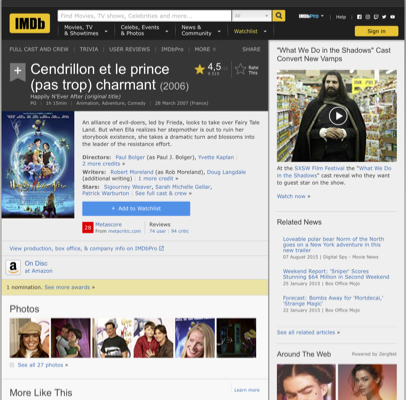 IMDb
Find Movies, TV shows, Celebrities and more...
All
IMDbPro
Help
Movies, TV & Showtimes
Celebs, Events & Photos
News & Community
Watchlist
Sign in
FULL CAST AND CREW | TRIVIA | USER REVIEWS | IMDbPro | MORE
SHARE
Cendrillon et le prince
(pas trop) charmant (2006)
Happily N'Ever After (original title)
PG | 1h 15min | Animation, Adventure, Comedy | 28 March 2007 (France)
4,5 /10
Rate This
An alliance of evil-doers, led by Frieda, looks to take over Fairy Tale
Land. But when Ella realizes her stepmother is out to ruin her
storybook existence, she takes a dramatic turn and blossoms into
the leader of the resistance effort.
Directors: Paul Bolger (as Paul J. Bolger), Yvette Kaplan
2 more credits »
Writers: Robert Moreland (as Rob Moreland), Doug Langdale
(additional writing) | 1 more credit »
Stars: Sigourney Weaver, Sarah Michelle Gellar,
Patrick Warburton | See full cast & crew »
+ Add to Watchlist
28 Metascore
From metacritic.com
Reviews
74 user | 94 critic
View production, box office, & company info on IMDbPro
On Disc
at Amazon
1 nomination. See more awards »
Photos
See all 27 photos »
More Like This
Learn more
"What We Do in the Shadows" Cast
Convert New Vamps
At the SXSW Film Festival the "What We Do
in the Shadows" cast reveal who they want
to guest star on the show.
Watch now »
Related News
Loveable polar bear Norm of the North
goes on a New York adventure in this
new trailer
07 August 2015 | Digital Spy - Movie News
Weekend Report: 'Sniper' Scores
Stunning $64 Million in Second Weekend
25 January 2015 | Box Office Mojo
Forecast: Bombs Away for 'Mortdecai,'
'Strange Magic'
22 January 2015 | Box Office Mojo
See all related articles »
Around The Web
Powered by ZergNet